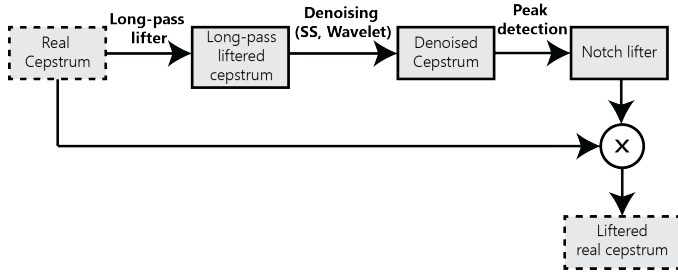 Real
Cepstrum
Long-pass
lifter
Long-pass
liftered
cepstrum
Denoising
(SS, Wavelet)
Denoised
Cepstrum
Peak
detection
Notch lifter
X
Liftered
real cepstrum